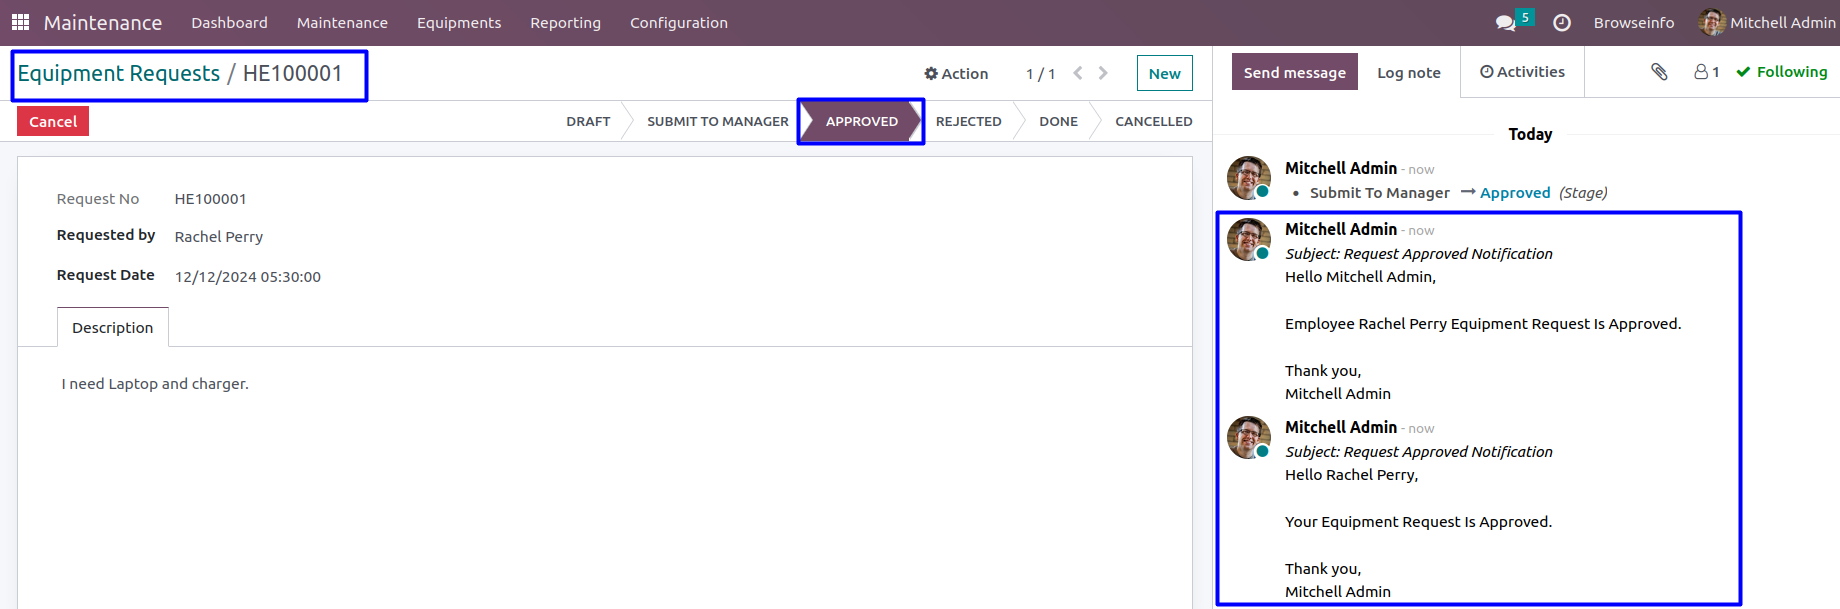 Maintenance Dashboard Maintenance Equipments Reporting Configuration 5 Browseinfo Mitchell Admin
Equipment Requests / HE100001 Action 1 / 1 New
Cancel DRAFT SUBMIT TO MANAGER APPROVED REJECTED DONE CANCELLED
Request No HE100001
Requested by Rachel Perry
Request Date 12/12/2024 05:30:00
Description
I need Laptop and charger.
Send message Log note Activities 1 Following
Today
Mitchell Admin - now
• Submit To Manager → Approved (Stage)
Mitchell Admin - now
Subject: Request Approved Notification
Hello Mitchell Admin,
Employee Rachel Perry Equipment Request Is Approved.
Thank you,
Mitchell Admin
Mitchell Admin - now
Subject: Request Approved Notification
Hello Rachel Perry,
Your Equipment Request Is Approved.
Thank you,
Mitchell Admin